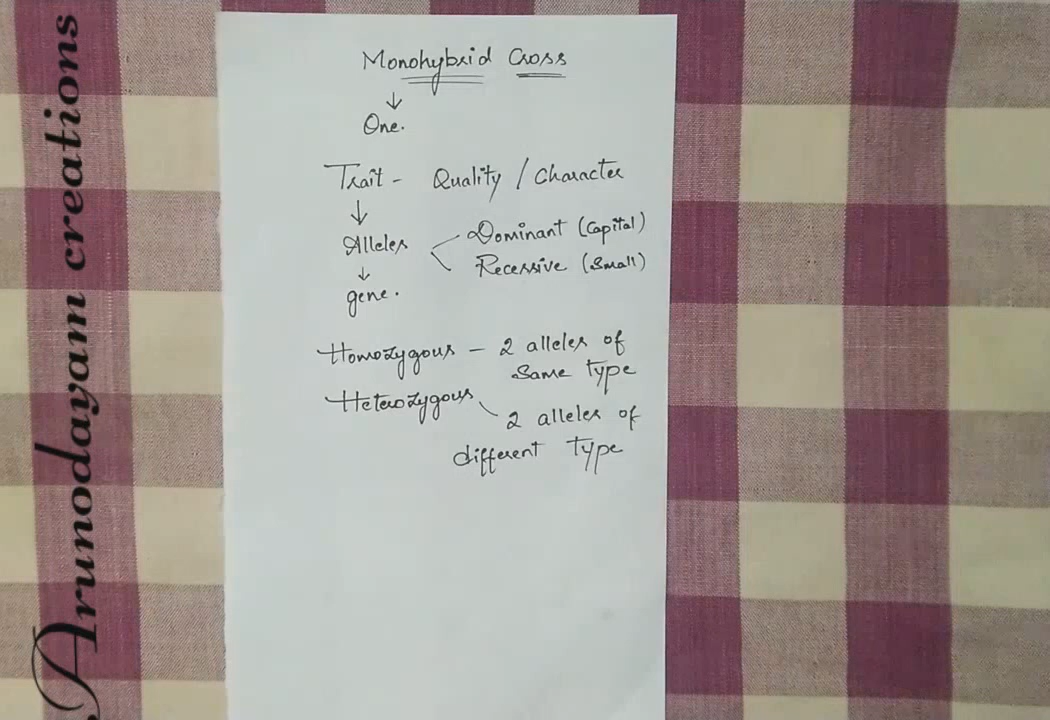 Arunodayam creations
Monohybrid Cross
One.
Trait - Quality / Character
Alleles
Dominant (Capital)
Recessive (Small)
gene.
Homozygous - 2 alleles of
Same type
Heterozygous
2 alleles of
different type